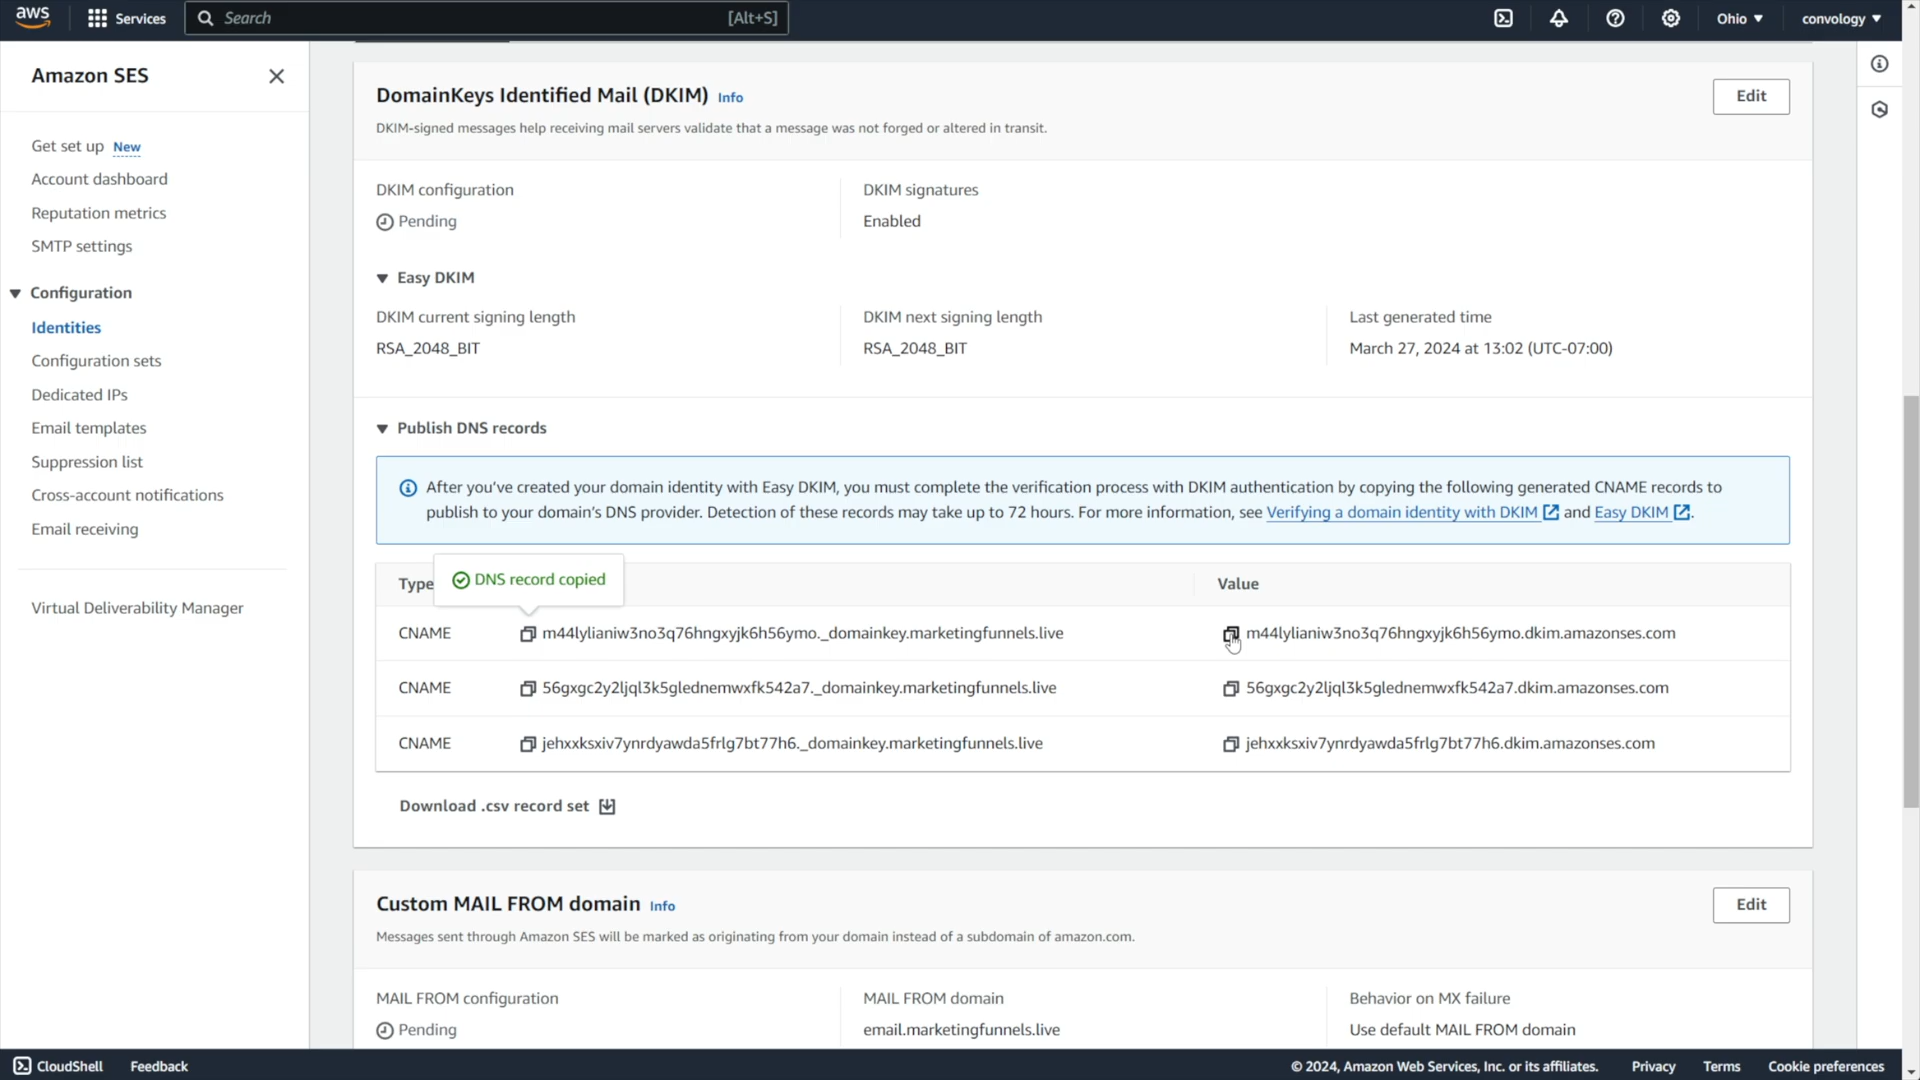 aws Services Search [Alt+S] Ohio convology
Amazon SES
Get set up New
Account dashboard
Reputation metrics
SMTP settings
Configuration
Identities
Configuration sets
Dedicated IPs
Email templates
Suppression list
Cross-account notifications
Email receiving
Virtual Deliverability Manager
DomainKeys Identified Mail (DKIM) Info
Edit
DKIM-signed messages help receiving mail servers validate that a message was not forged or altered in transit.
DKIM configuration
Pending
DKIM signatures
Enabled
Easy DKIM
DKIM current signing length
RSA_2048_BIT
DKIM next signing length
RSA_2048_BIT
Last generated time
March 27, 2024 at 13:02 (UTC-07:00)
Publish DNS records
After you've created your domain identity with Easy DKIM, you must complete the verification process with DKIM authentication by copying the following generated CNAME records to
publish to your domain's DNS provider. Detection of these records may take up to 72 hours. For more information, see Verifying a domain identity with DKIM and Easy DKIM.
DNS record copied
Type Value
CNAME m44lylianiw3no3q76hngxyjk6h56ymo._domainkey.marketingfunnels.live m44lylianiw3no3q76hngxyjk6h56ymo.dkim.amazonses.com
CNAME 56gxgc2y2ljql3k5glednemwxfk542a7._domainkey.marketingfunnels.live 56gxgc2y2ljql3k5glednemwxfk542a7.dkim.amazonses.com
CNAME jehxxksxiv7ynrdyawda5frlg7bt77h6._domainkey.marketingfunnels.live jehxxksxiv7ynrdyawda5frlg7bt77h6.dkim.amazonses.com
Download .csv record set
Custom MAIL FROM domain Info
Edit
Messages sent through Amazon SES will be marked as originating from your domain instead of a subdomain of amazon.com.
MAIL FROM configuration
Pending
MAIL FROM domain
email.marketingfunnels.live
Behavior on MX failure
Use default MAIL FROM domain
CloudShell Feedback © 2024, Amazon Web Services, Inc. or its affiliates. Privacy Terms Cookie preferences